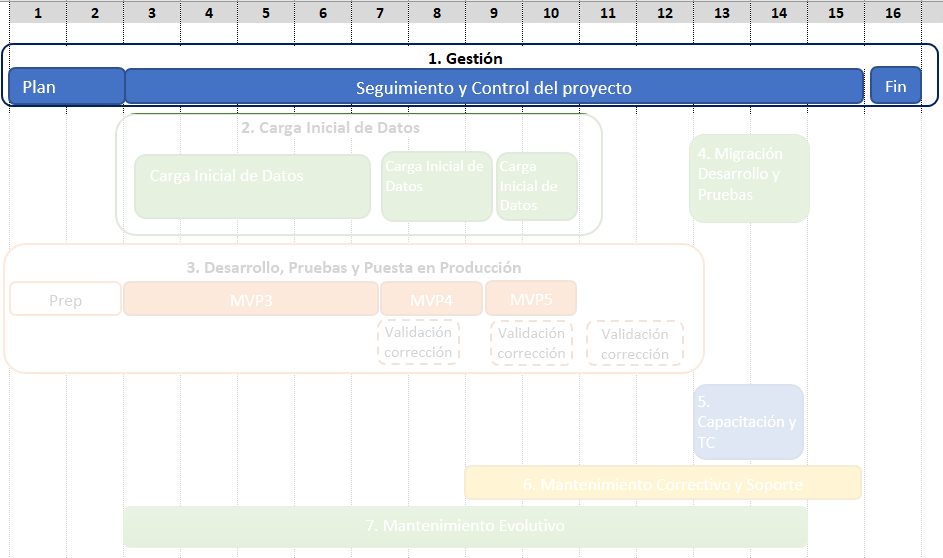 1 2 3 4 5 6 7 8 9 10 11 12 13 14 15 16
1. Gestión
Plan
Seguimiento y Control del proyecto
Fin
2. Carga Inicial de Datos
Carga Inicial de Datos
Carga Inicial de
Datos
Carga
Inicial de
Datos
4. Migración
Desarrollo y
Pruebas
3. Desarrollo, Pruebas y Puesta en Producción
Prep
MVP3
MVP4
MVP5
Validación
corrección
Validación
corrección
Validación
corrección
5.
Capacitación y
TC
6. Mantenimiento Correctivo y Soporte
7. Mantenimiento Evolutivo